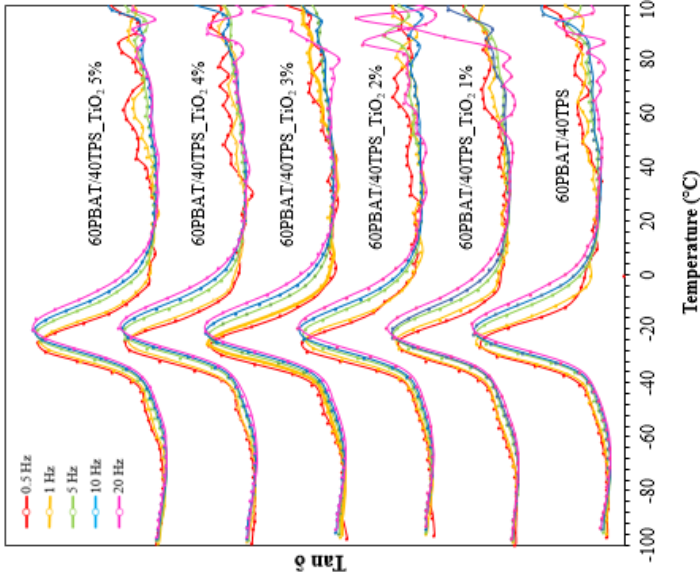 0.5 Hz
1 Hz
5 Hz
10 Hz
20 Hz
60PBAT/40TPS_TiO₂ 5%
60PBAT/40TPS_TiO₂ 4%
60PBAT/40TPS_TiO₂ 3%
60PBAT/40TPS_TiO₂ 2%
60PBAT/40TPS_TiO₂ 1%
60PBAT/40TPS
Tan δ
-100 -80 -60 -40 -20 0 20 40 60 80 10
Temperature (°C)